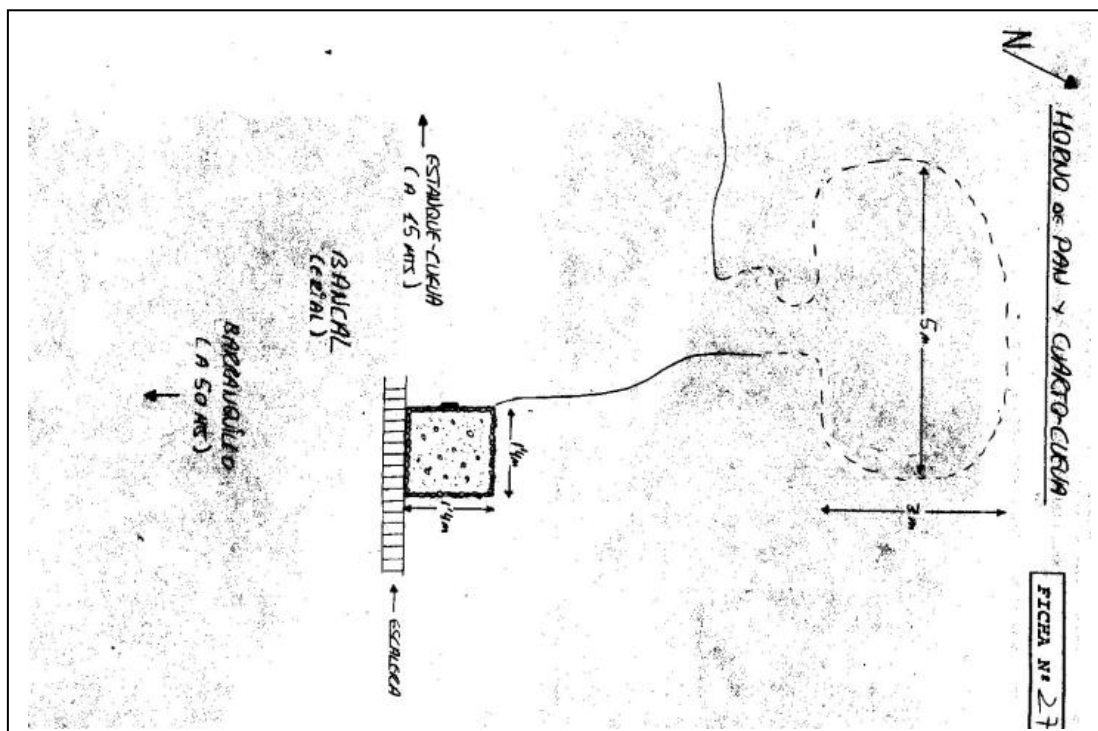 N
HORNO DE PAN Y CUARTO-CUEVA
FICHA Nº 27
5m
3m
1'4m
1'4m
ESTANQUE-CUEVA
(A 15 MTS)
BANCAL
(ERIAL)
BARRANQUILLO
(A 50 MTS)
ESCALERA